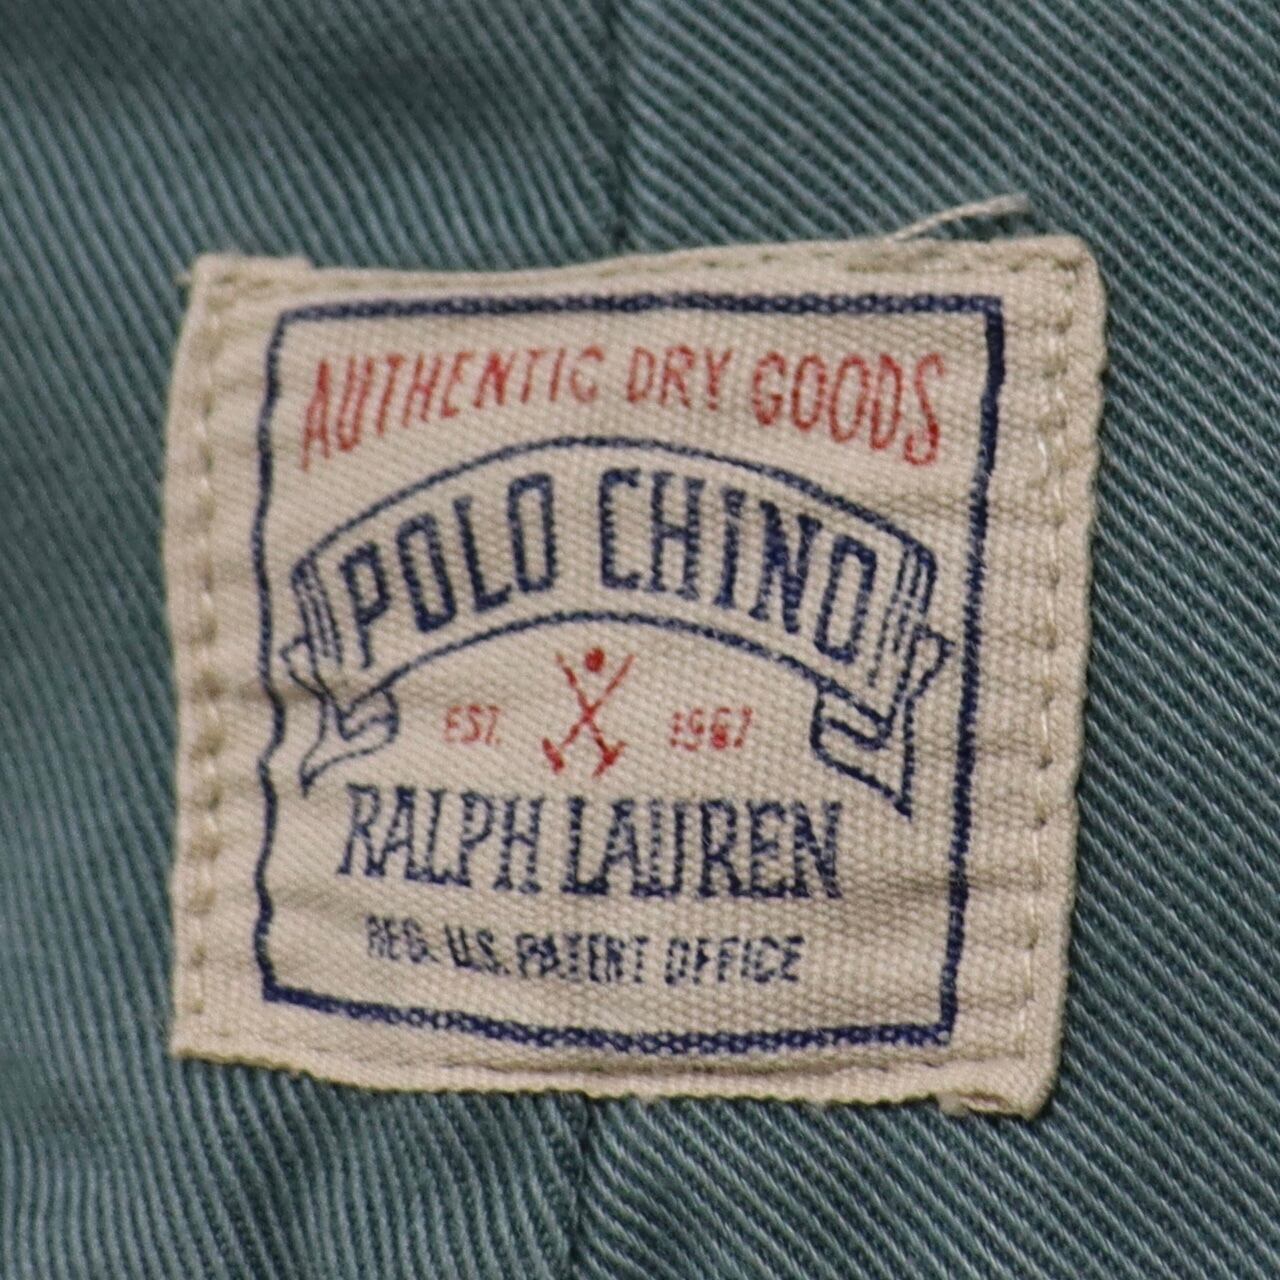 AUTHENTIC DRY GOODS
POLO CHINO
EST. 1967
RALPH LAUREN
REG. U.S. PATENT OFFICE